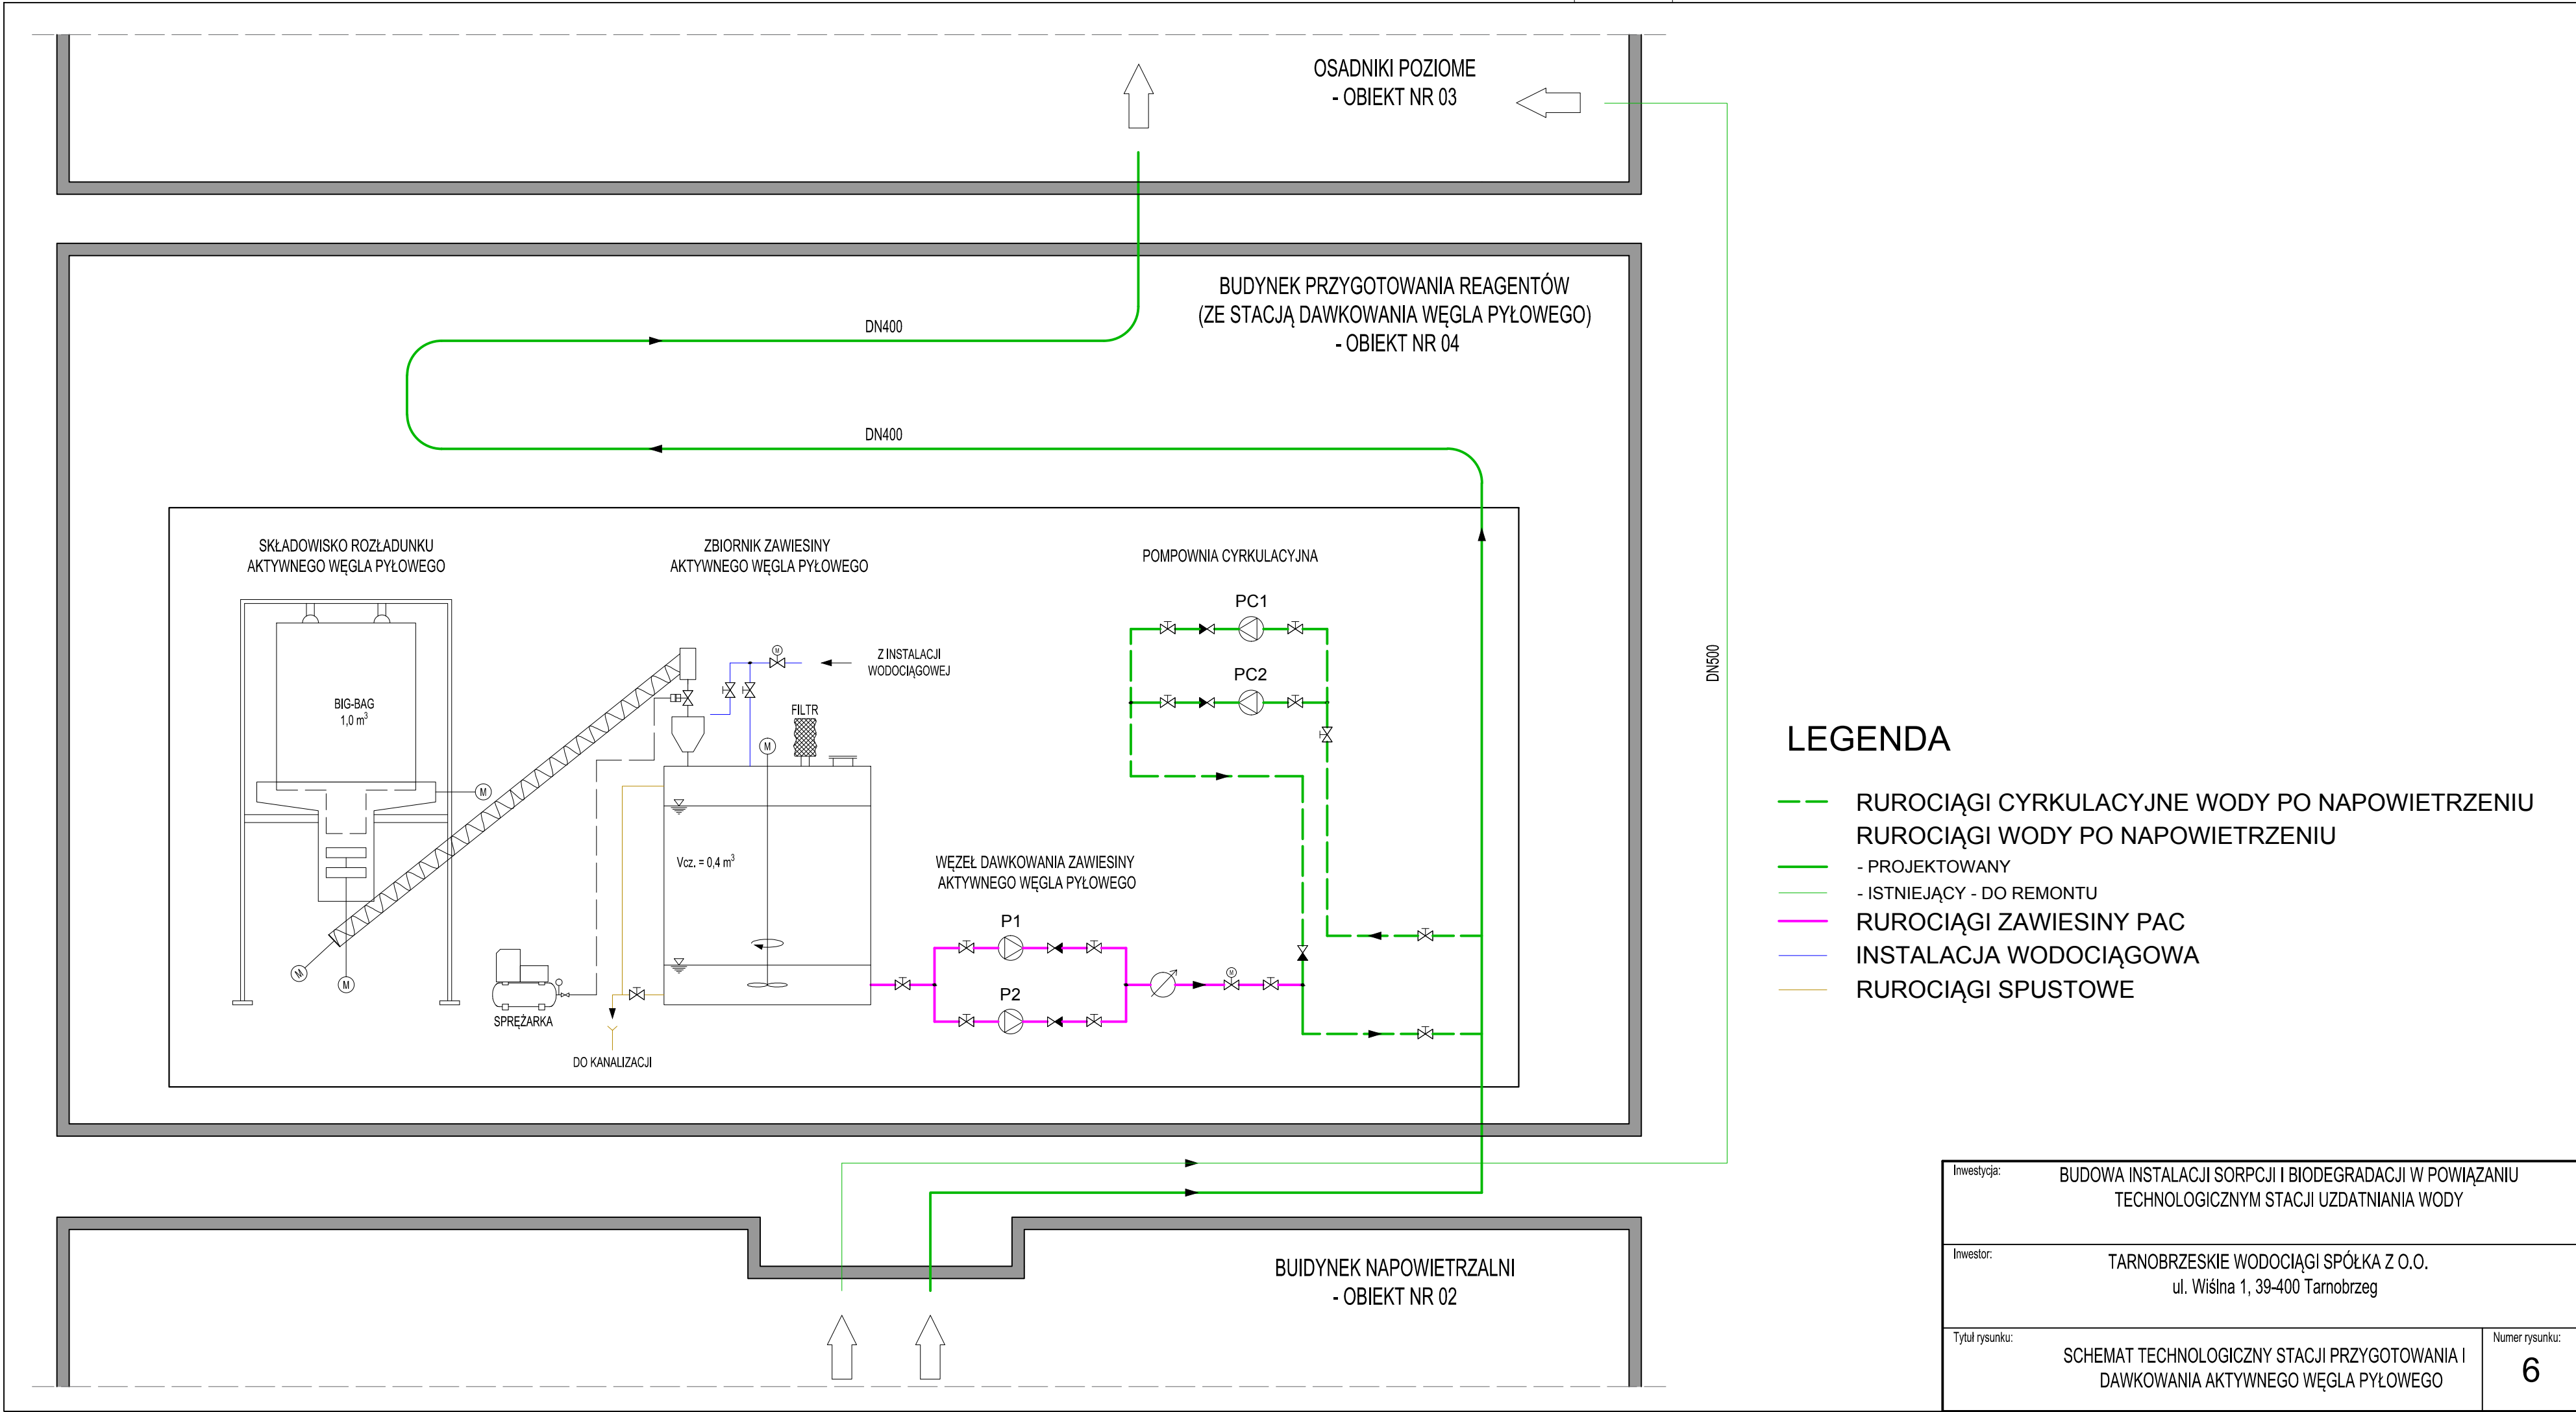 OSADNIKI POZIOME
- OBIEKT NR 03
BUDYNEK PRZYGOTOWANIA REAGENTÓW
(ZE STACJĄ DAWKOWANIA WĘGLA PYŁOWEGO)
- OBIEKT NR 04
DN400
DN400
SKŁADOWISKO ROZŁADUNKU
AKTYWNEGO WĘGLA PYŁOWEGO
ZBIORNIK ZAWIESINY
AKTYWNEGO WĘGLA PYŁOWEGO
POMPOWNIA CYRKULACYJNA
PC1
PC2
Z INSTALACJI
WODOCIĄGOWEJ
M
BIG-BAG
1,0 m³
FILTR
M
M
Vcz. = 0,4 m³
WĘZEŁ DAWKOWANIA ZAWIESINY
AKTYWNEGO WĘGLA PYŁOWEGO
P1
P2
M
M
M
SPRĘŻARKA
DO KANALIZACJI
DN500
LEGENDA
RUROCIĄGI CYRKULACYJNE WODY PO NAPOWIETRZENIU
RUROCIĄGI WODY PO NAPOWIETRZENIU
- PROJEKTOWANY
- ISTNIEJĄCY - DO REMONTU
RUROCIĄGI ZAWIESINY PAC
INSTALACJA WODOCIĄGOWA
RUROCIĄGI SPUSTOWE
BUIDYNEK NAPOWIETRZALNI
- OBIEKT NR 02
Inwestycja:
BUDOWA INSTALACJI SORPCJI I BIODEGRADACJI W POWIĄZANIU
TECHNOLOGICZNYM STACJI UZDATNIANIA WODY
Inwestor:
TARNOBRZESKIE WODOCIĄGI SPÓŁKA Z O.O.
ul. Wiślna 1, 39-400 Tarnobrzeg
Tytuł rysunku:
SCHEMAT TECHNOLOGICZNY STACJI PRZYGOTOWANIA I
DAWKOWANIA AKTYWNEGO WĘGLA PYŁOWEGO
Numer rysunku:
6